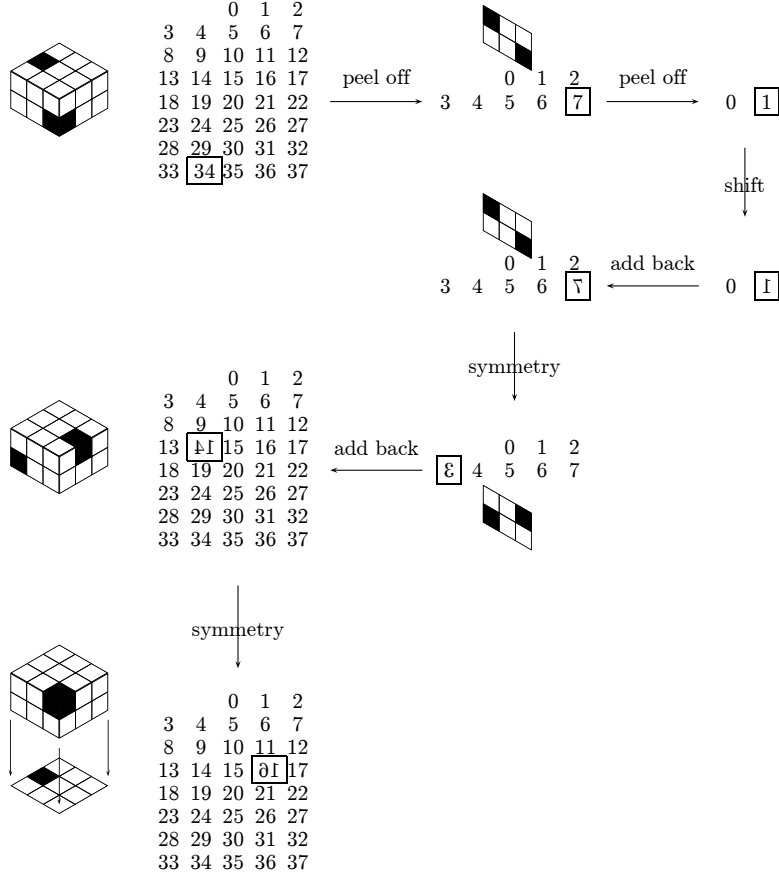 0 1 2
3 4 5 6 7
8 9 10 11 12
13 14 15 16 17
18 19 20 21 22
23 24 25 26 27
28 29 30 31 32
33 34 35 36 37
peel off
0 1 2
3 4 5 6 7
peel off
0 1
shift
0 1
add back
0 1 2
3 4 5 6 7
symmetry
0 1 2
3 4 5 6 7
add back
0 1 2
3 4 5 6 7
8 9 10 11 12
13 14 15 16 17
18 19 20 21 22
23 24 25 26 27
28 29 30 31 32
33 34 35 36 37
symmetry
0 1 2
3 4 5 6 7
8 9 10 11 12
13 14 15 16 17
18 19 20 21 22
23 24 25 26 27
28 29 30 31 32
33 34 35 36 37